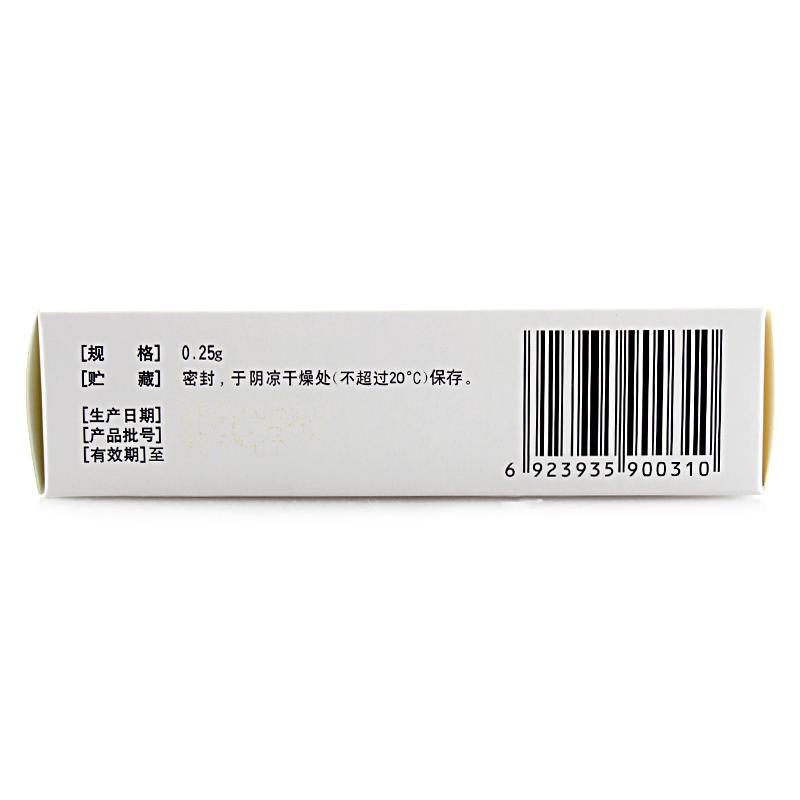 [规 格] 0.25g
[贮 藏] 密封，于阴凉干燥处(不超过20°C)保存。
[生产日期]
[产品批号]
[有效期]至
6 923935 900310